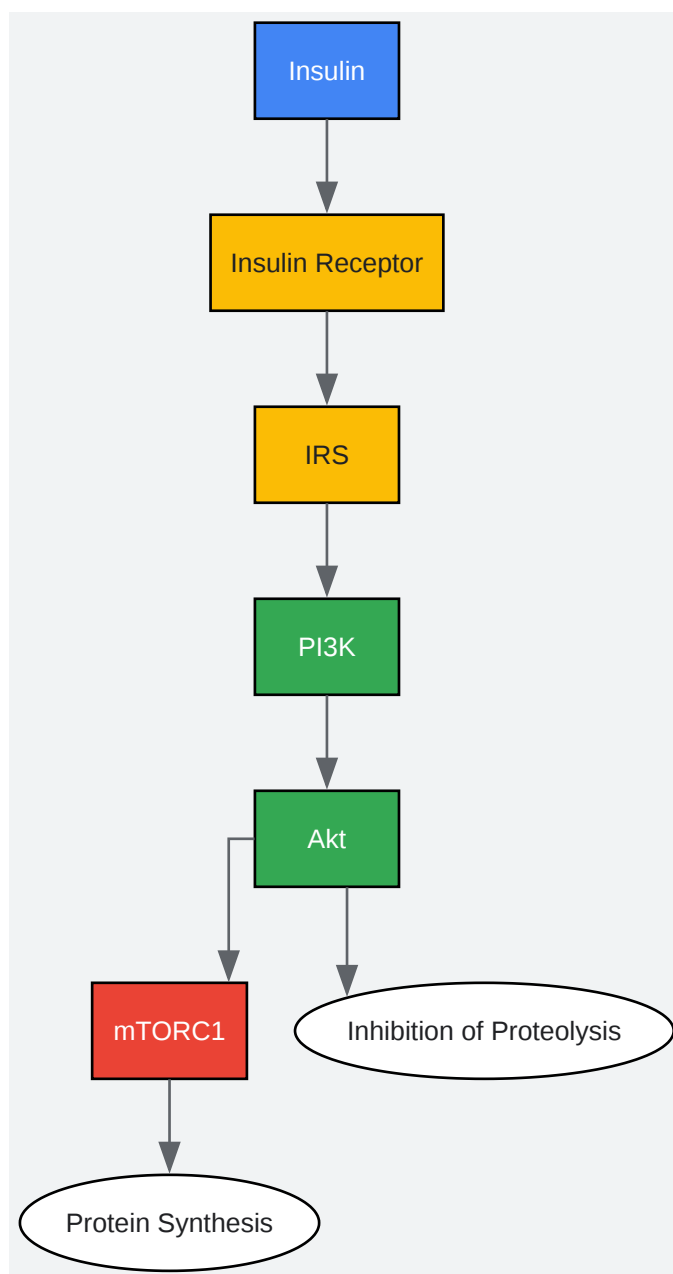 Insulin
Insulin Receptor
IRS
PI3K
Akt
mTORC1
Inhibition of Proteolysis
Protein Synthesis